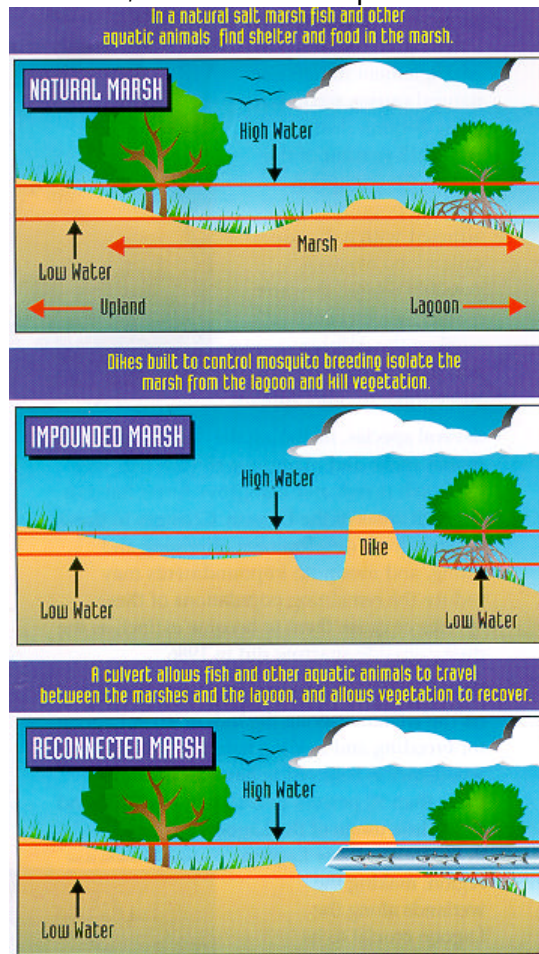 In a natural salt marsh fish and other
aquatic animals find shelter and food in the marsh.
NATURAL MARSH
High Water
Marsh
Low Water
Upland
Lagoon
Dikes built to control mosquito breeding isolate the
marsh from the lagoon and kill vegetation.
IMPOUNDED MARSH
High Water
Dike
Low Water
Low Water
A culvert allows fish and other aquatic animals to travel
between the marshes and the lagoon, and allows vegetation to recover.
RECONNECTED MARSH
High Water
Low Water